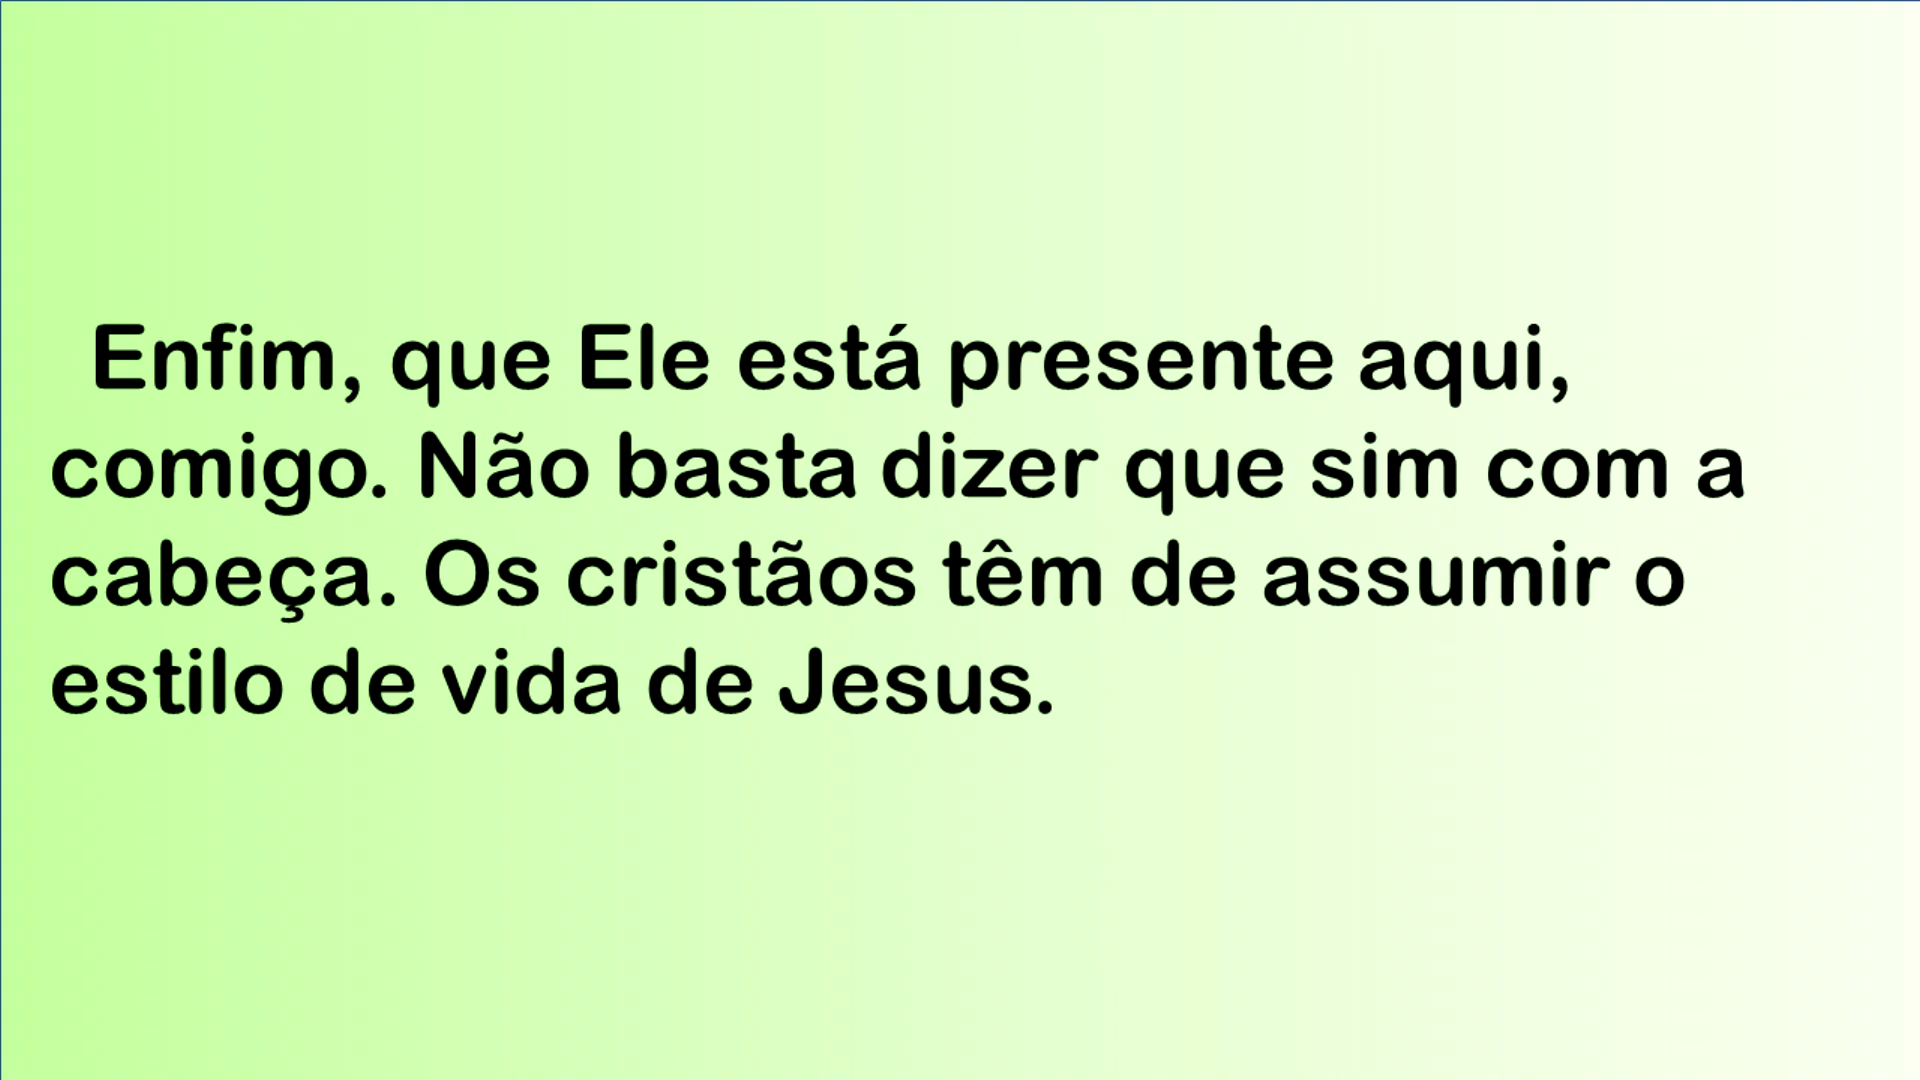 Enfim, que Ele está presente aqui,
comigo. Não basta dizer que sim com a
cabeça. Os cristãos têm de assumir o
estilo de vida de Jesus.